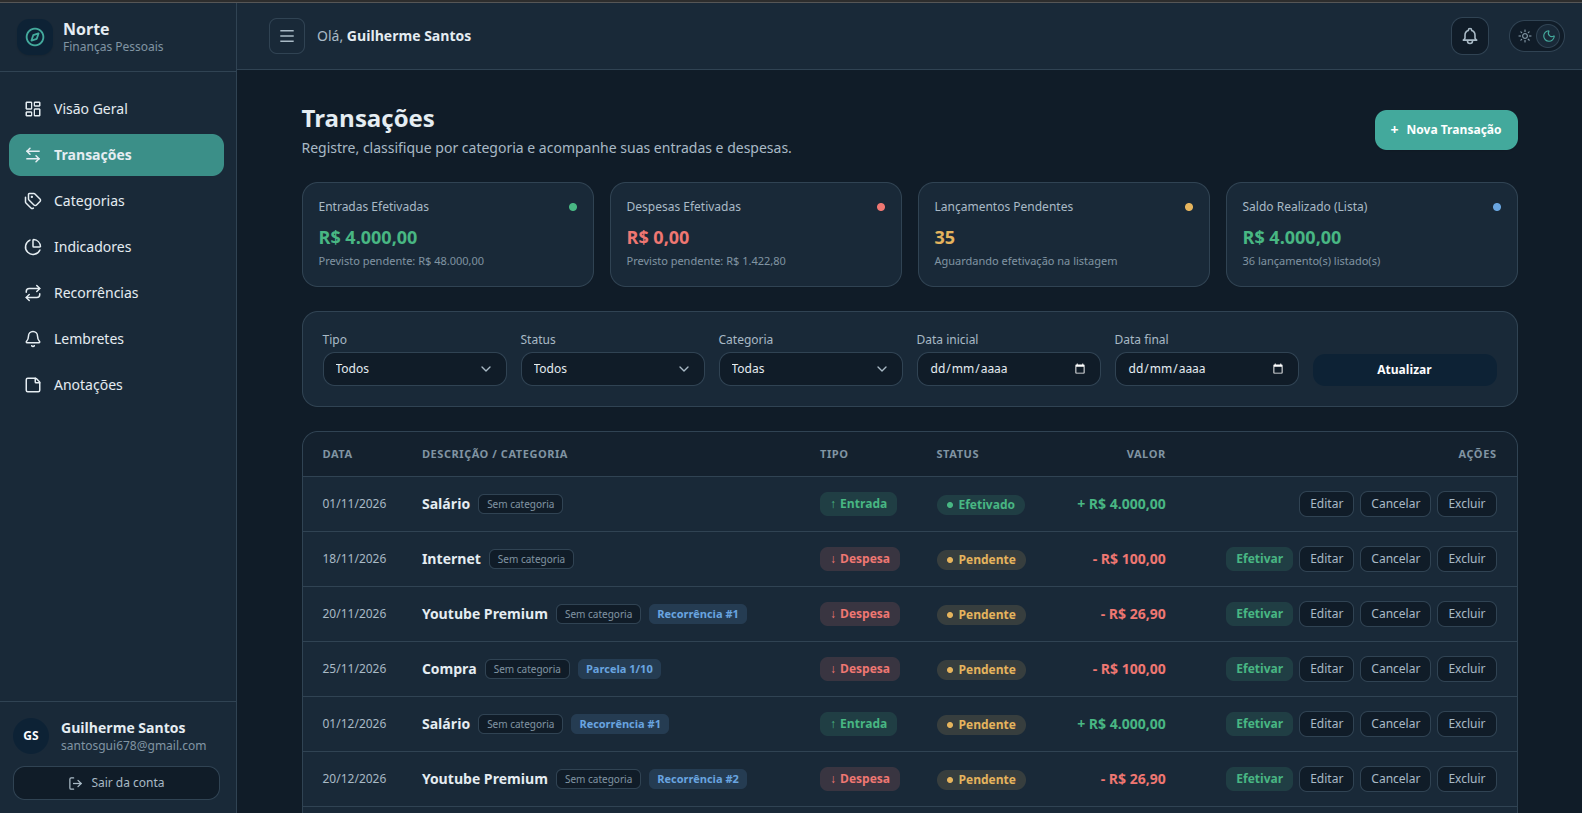 Norte
Finanças Pessoais
Olá, Guilherme Santos
Visão Geral
Transações
Categorias
Indicadores
Recorrências
Lembretes
Anotações
GS
Guilherme Santos
santosgui678@gmail.com
Sair da conta
Transações
Registre, classifique por categoria e acompanhe suas entradas e despesas.
+ Nova Transação
Entradas Efetivadas
R$ 4.000,00
Previsto pendente: R$ 48.000,00
Despesas Efetivadas
R$ 0,00
Previsto pendente: R$ 1.422,80
Lançamentos Pendentes
35
Aguardando efetivação na listagem
Saldo Realizado (Lista)
R$ 4.000,00
36 lançamento(s) listado(s)
Tipo
Todos
Status
Todos
Categoria
Todas
Data inicial
dd/mm/aaaa
Data final
dd/mm/aaaa
Atualizar
DATA DESCRIÇÃO / CATEGORIA TIPO STATUS VALOR AÇÕES
01/11/2026 Salário Sem categoria ↑ Entrada Efetivado + R$ 4.000,00 Editar Cancelar Excluir
18/11/2026 Internet Sem categoria ↓ Despesa Pendente - R$ 100,00 Efetivar Editar Cancelar Excluir
20/11/2026 Youtube Premium Sem categoria Recorrência #1 ↓ Despesa Pendente - R$ 26,90 Efetivar Editar Cancelar Excluir
25/11/2026 Compra Sem categoria Parcela 1/10 ↓ Despesa Pendente - R$ 100,00 Efetivar Editar Cancelar Excluir
01/12/2026 Salário Sem categoria Recorrência #1 ↑ Entrada Pendente + R$ 4.000,00 Efetivar Editar Cancelar Excluir
20/12/2026 Youtube Premium Sem categoria Recorrência #2 ↓ Despesa Pendente - R$ 26,90 Efetivar Editar Cancelar Excluir